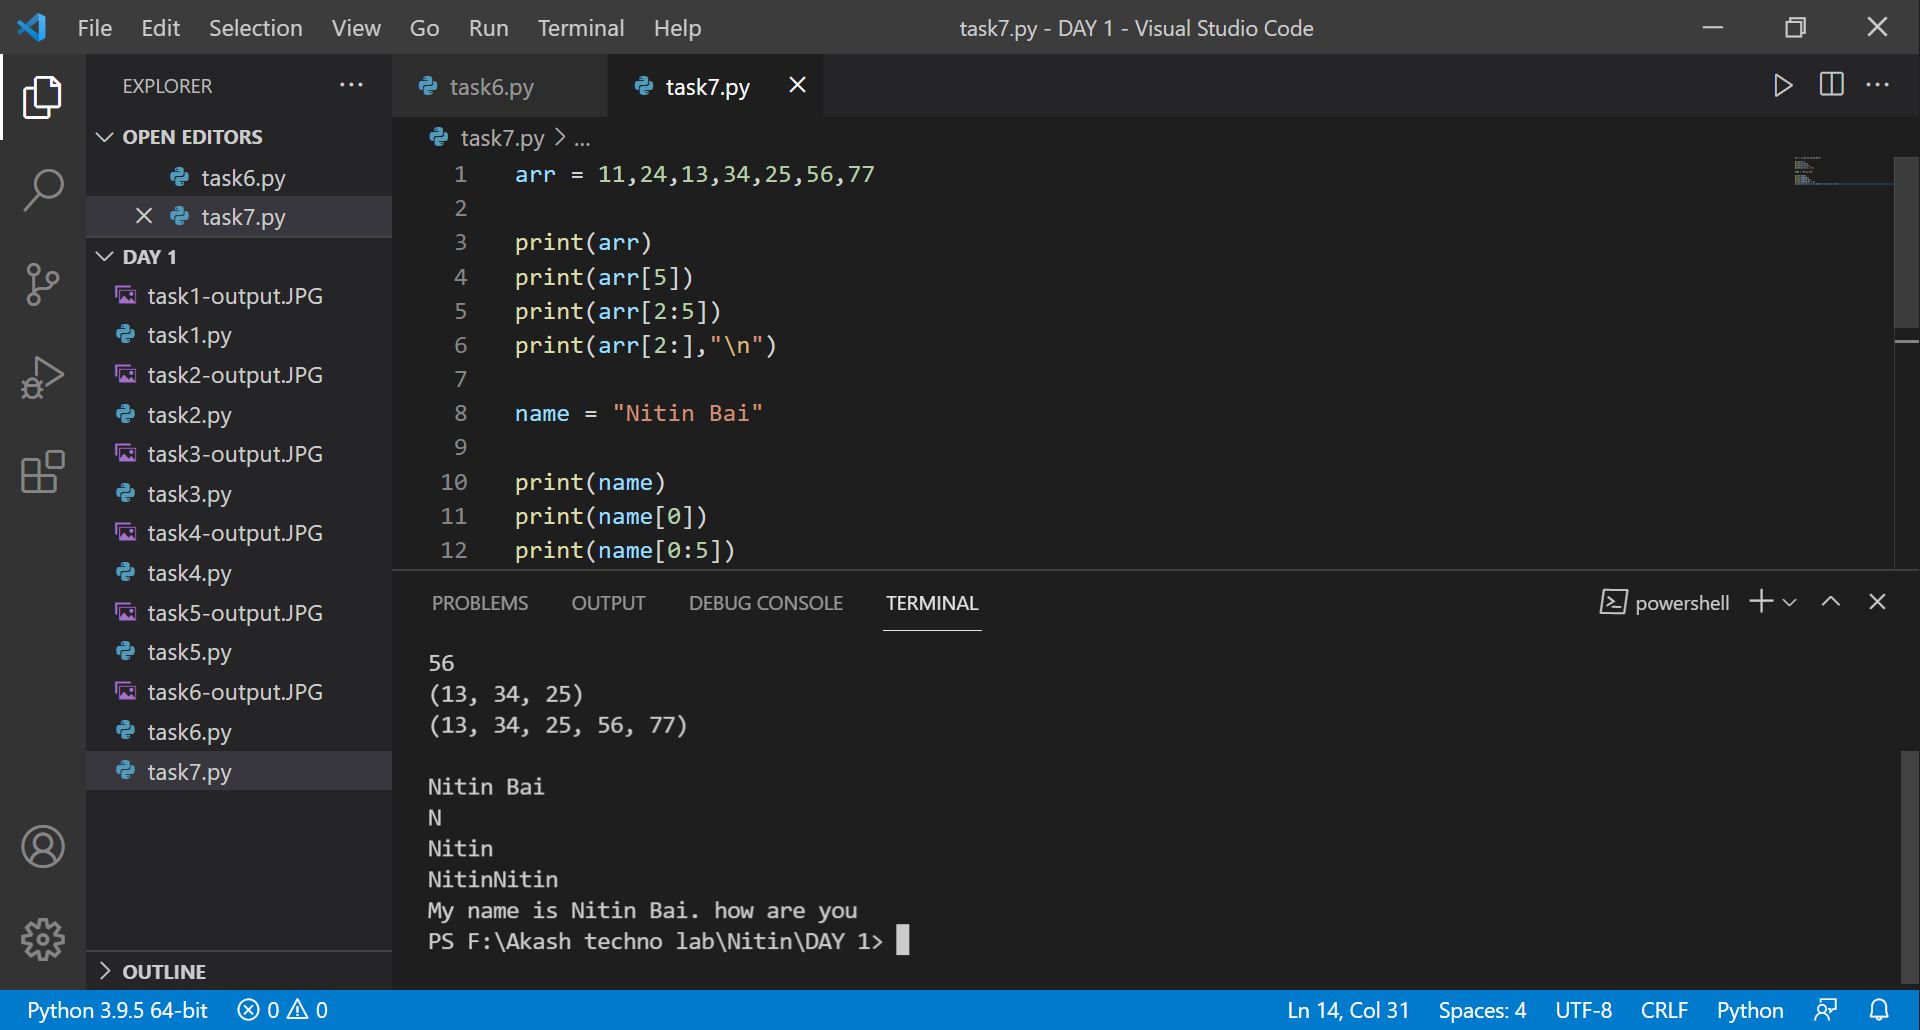 File Edit Selection View Go Run Terminal Help
task7.py - DAY 1 - Visual Studio Code
EXPLORER
OPEN EDITORS
task6.py
task7.py
DAY 1
task1-output.JPG
task1.py
task2-output.JPG
task2.py
task3-output.JPG
task3.py
task4-output.JPG
task4.py
task5-output.JPG
task5.py
task6-output.JPG
task6.py
task7.py
OUTLINE
task6.py task7.py
task7.py > ...
1 arr = 11,24,13,34,25,56,77
2
3 print(arr)
4 print(arr[5])
5 print(arr[2:5])
6 print(arr[2:],"\n")
7
8 name = "Nitin Bai"
9
10 print(name)
11 print(name[0])
12 print(name[0:5])
PROBLEMS OUTPUT DEBUG CONSOLE TERMINAL
powershell
56
(13, 34, 25)
(13, 34, 25, 56, 77)
Nitin Bai
N
Nitin
NitinNitin
My name is Nitin Bai. how are you
PS F:\Akash techno lab\Nitin\DAY 1>
Python 3.9.5 64-bit 0 0 Ln 14, Col 31 Spaces: 4 UTF-8 CRLF Python